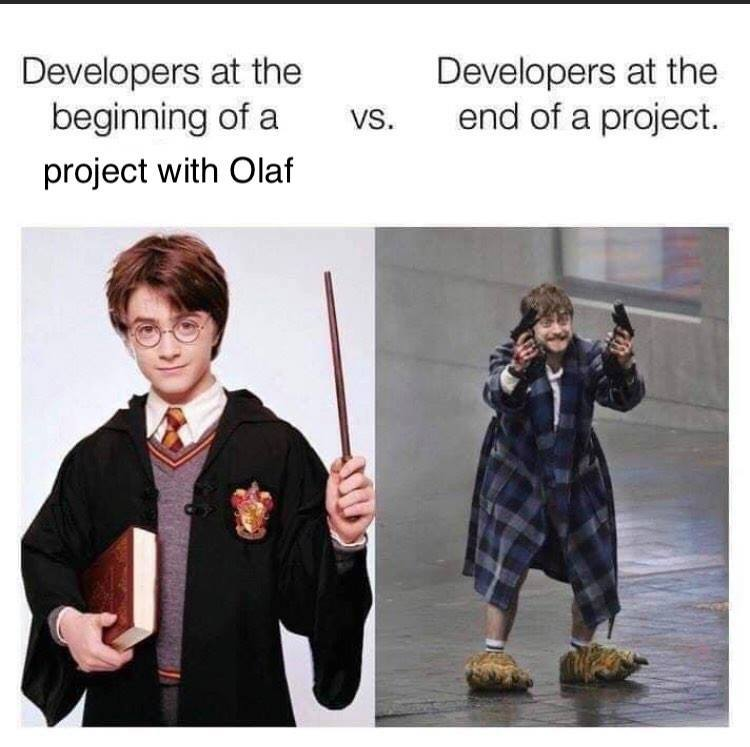 Developers at the
beginning of a
project with Olaf
vs.
Developers at the
end of a project.